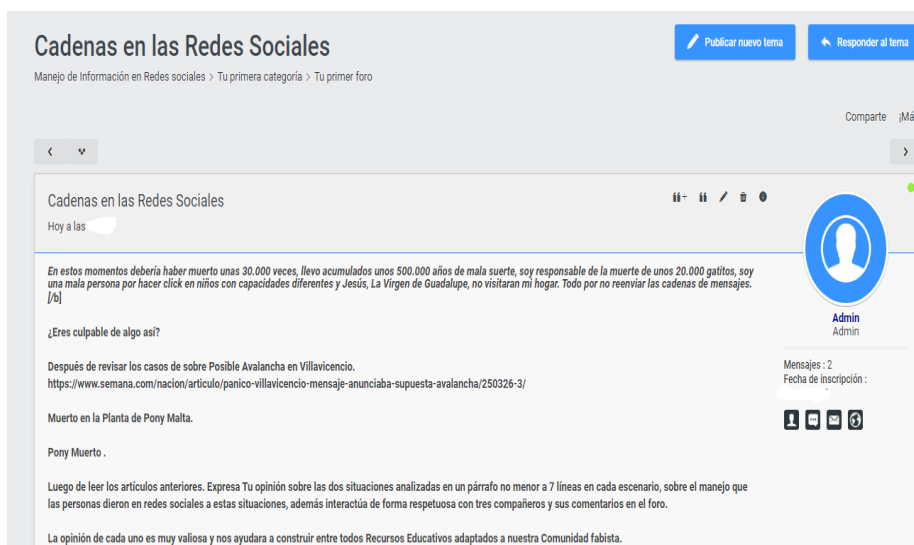 Cadenas en las Redes Sociales
Publicar nuevo tema
Responder al tema
Manejo de Información en Redes sociales > Tu primera categoría > Tu primer foro
Comparte ¡Má
Cadenas en las Redes Sociales
Hoy a las
En estos momentos debería haber muerto unas 30.000 veces, llevo acumulados unos 500.000 años de mala suerte, soy responsable de la muerte de unos 20.000 gatitos, soy
una mala persona por hacer click en niños con capacidades diferentes y Jesús, La Virgen de Guadalupe, no visitaran mi hogar. Todo por no reenviar las cadenas de mensajes.
[/b]
¿Eres culpable de algo así?
Después de revisar los casos de sobre Posible Avalancha en Villavicencio.
https://www.semana.com/nacion/articulo/panico-villavicencio-mensaje-anunciaba-supuesta-avalancha/250326-3/
Muerto en la Planta de Pony Malta.
Pony Muerto .
Luego de leer los artículos anteriores. Expresa Tu opinión sobre las dos situaciones analizadas en un párrafo no menor a 7 líneas en cada escenario, sobre el manejo que
las personas dieron en redes sociales a estas situaciones, además interactúa de forma respetuosa con tres compañeros y sus comentarios en el foro.
La opinión de cada uno es muy valiosa y nos ayudara a construir entre todos Recursos Educativos adaptados a nuestra Comunidad fabista.
Admin
Admin
Mensajes : 2
Fecha de inscripción :